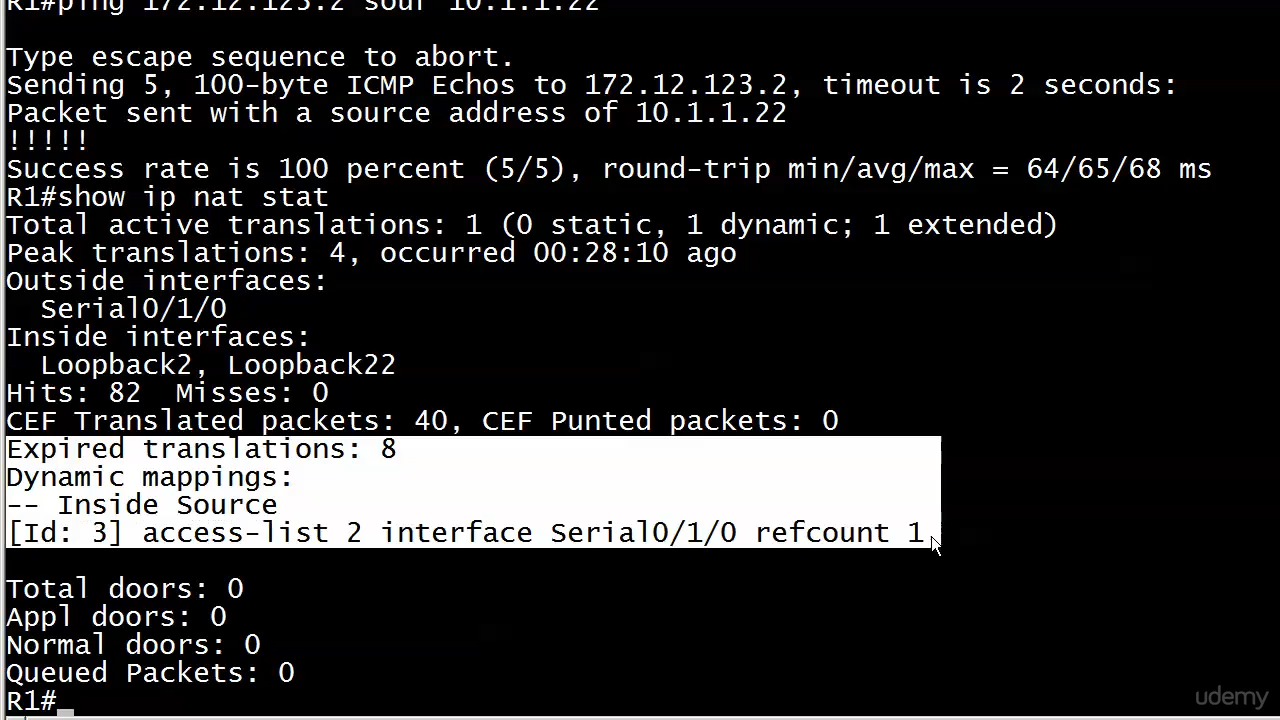 R1#ping 172.12.123.2 sour 10.1.1.22
Type escape sequence to abort.
Sending 5, 100-byte ICMP Echos to 172.12.123.2, timeout is 2 seconds:
Packet sent with a source address of 10.1.1.22
!!!!!
Success rate is 100 percent (5/5), round-trip min/avg/max = 64/65/68 ms
R1#show ip nat stat
Total active translations: 1 (0 static, 1 dynamic; 1 extended)
Peak translations: 4, occurred 00:28:10 ago
Outside interfaces:
  Serial0/1/0
Inside interfaces:
  Loopback2, Loopback22
Hits: 82  Misses: 0
CEF Translated packets: 40, CEF Punted packets: 0
Expired translations: 8
Dynamic mappings:
-- Inside Source
[Id: 3] access-list 2 interface Serial0/1/0 refcount 1
Total doors: 0
Appl doors: 0
Normal doors: 0
Queued Packets: 0
R1#
udemy